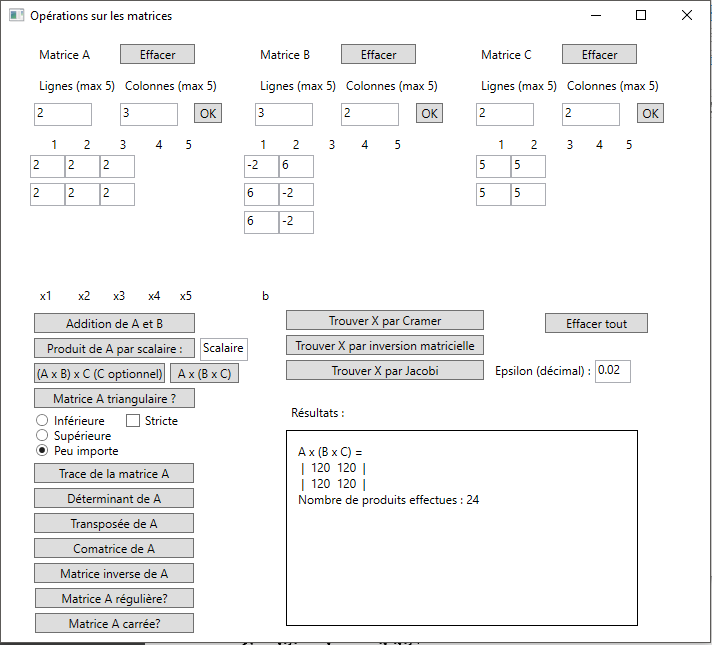 Opérations sur les matrices
Matrice A Effacer Matrice B Effacer Matrice C Effacer
Lignes (max 5) Colonnes (max 5) Lignes (max 5) Colonnes (max 5) Lignes (max 5) Colonnes (max 5)
2 3 OK 3 2 OK 2 2 OK
1 2 3 4 5 1 2 3 4 5 1 2 3 4 5
2 2 2 -2 6 5 5
2 2 2 6 -2 5 5
6 -2
x1 x2 x3 x4 x5 b
Addition de A et B
Produit de A par scalaire : Scalaire
(A x B) x C (C optionnel) A x (B x C)
Matrice A triangulaire ?
Inférieure Stricte
Supérieure
Peu importe
Trace de la matrice A
Déterminant de A
Transposée de A
Comatrice de A
Matrice inverse de A
Matrice A régulière?
Matrice A carrée?
Trouver X par Cramer
Trouver X par inversion matricielle
Trouver X par Jacobi Epsilon (décimal) : 0.02
Effacer tout
Résultats :
A x (B x C) =
| 120 120 |
| 120 120 |
Nombre de produits effectues : 24